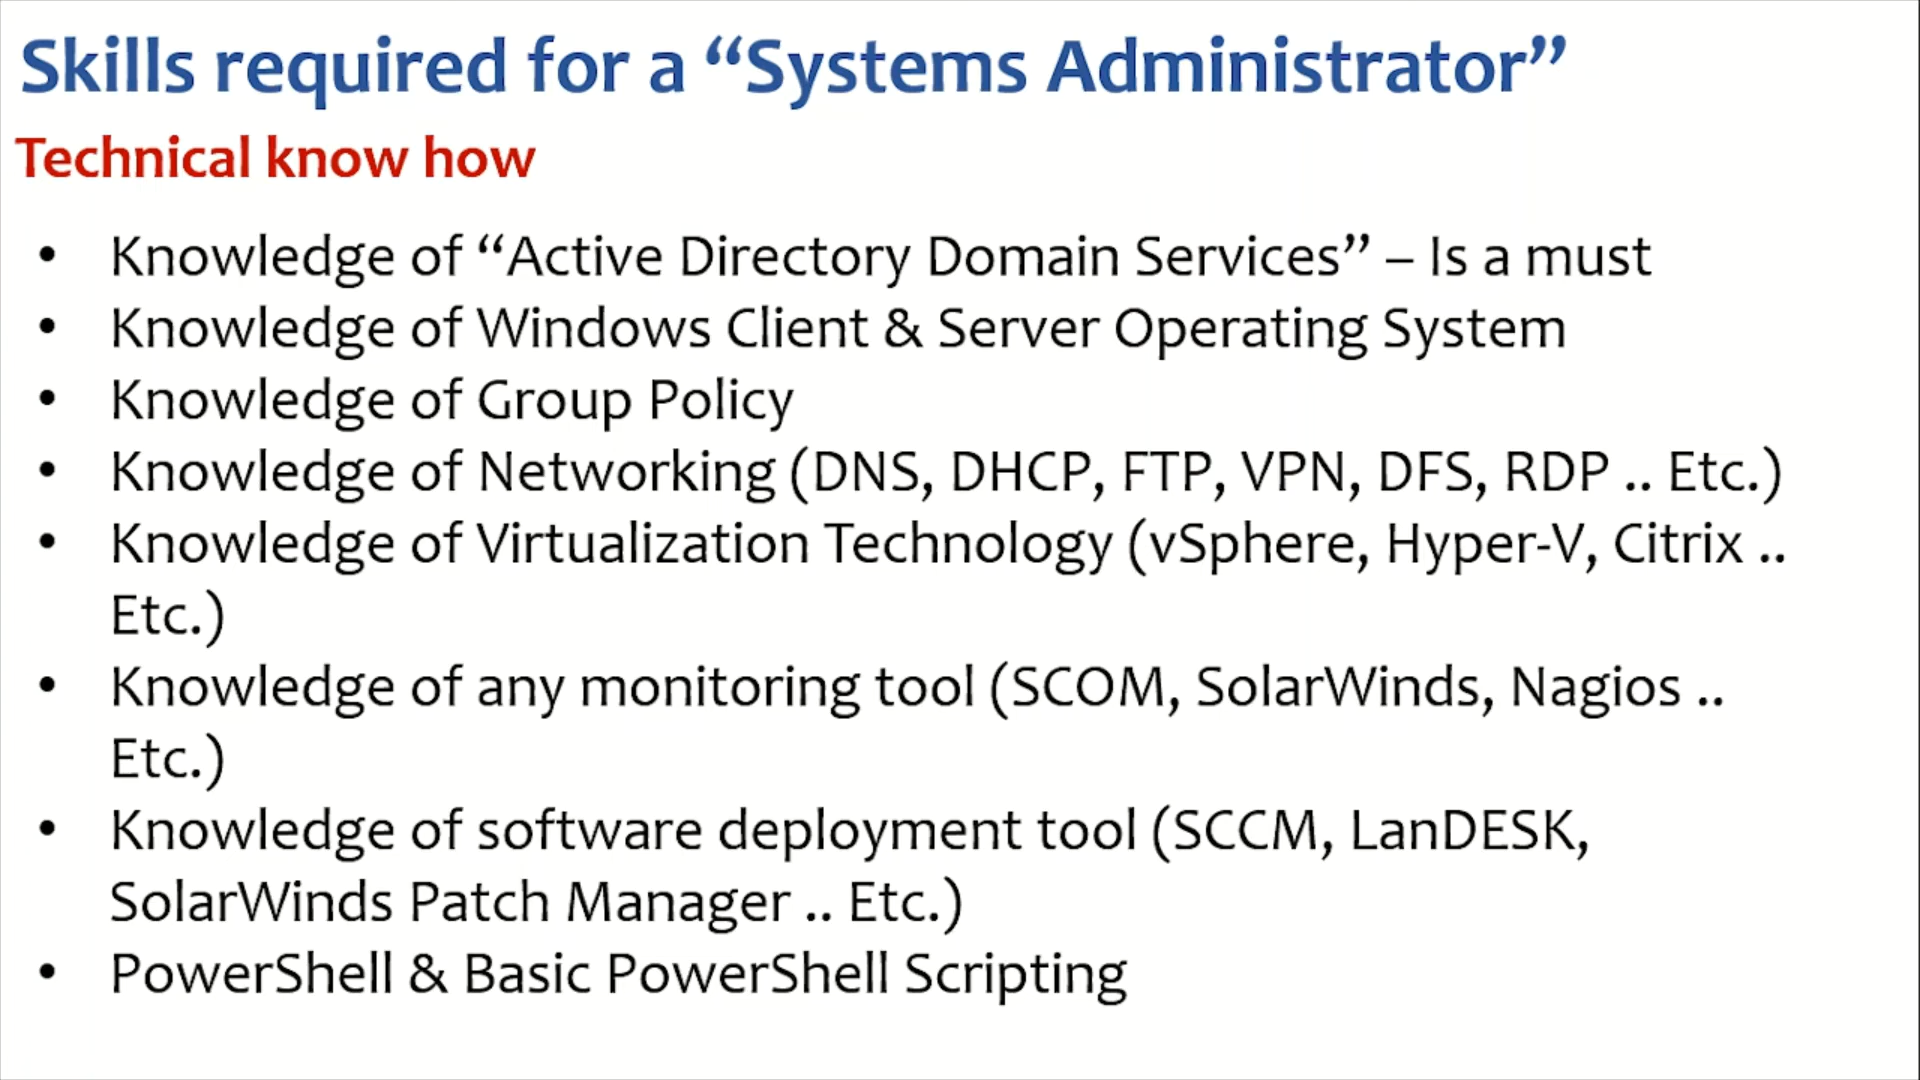 Skills required for a “Systems Administrator”
Technical know how
• Knowledge of “Active Directory Domain Services” – Is a must
• Knowledge of Windows Client & Server Operating System
• Knowledge of Group Policy
• Knowledge of Networking (DNS, DHCP, FTP, VPN, DFS, RDP .. Etc.)
• Knowledge of Virtualization Technology (vSphere, Hyper-V, Citrix ..
Etc.)
• Knowledge of any monitoring tool (SCOM, SolarWinds, Nagios ..
Etc.)
• Knowledge of software deployment tool (SCCM, LanDESK,
SolarWinds Patch Manager .. Etc.)
• PowerShell & Basic PowerShell Scripting